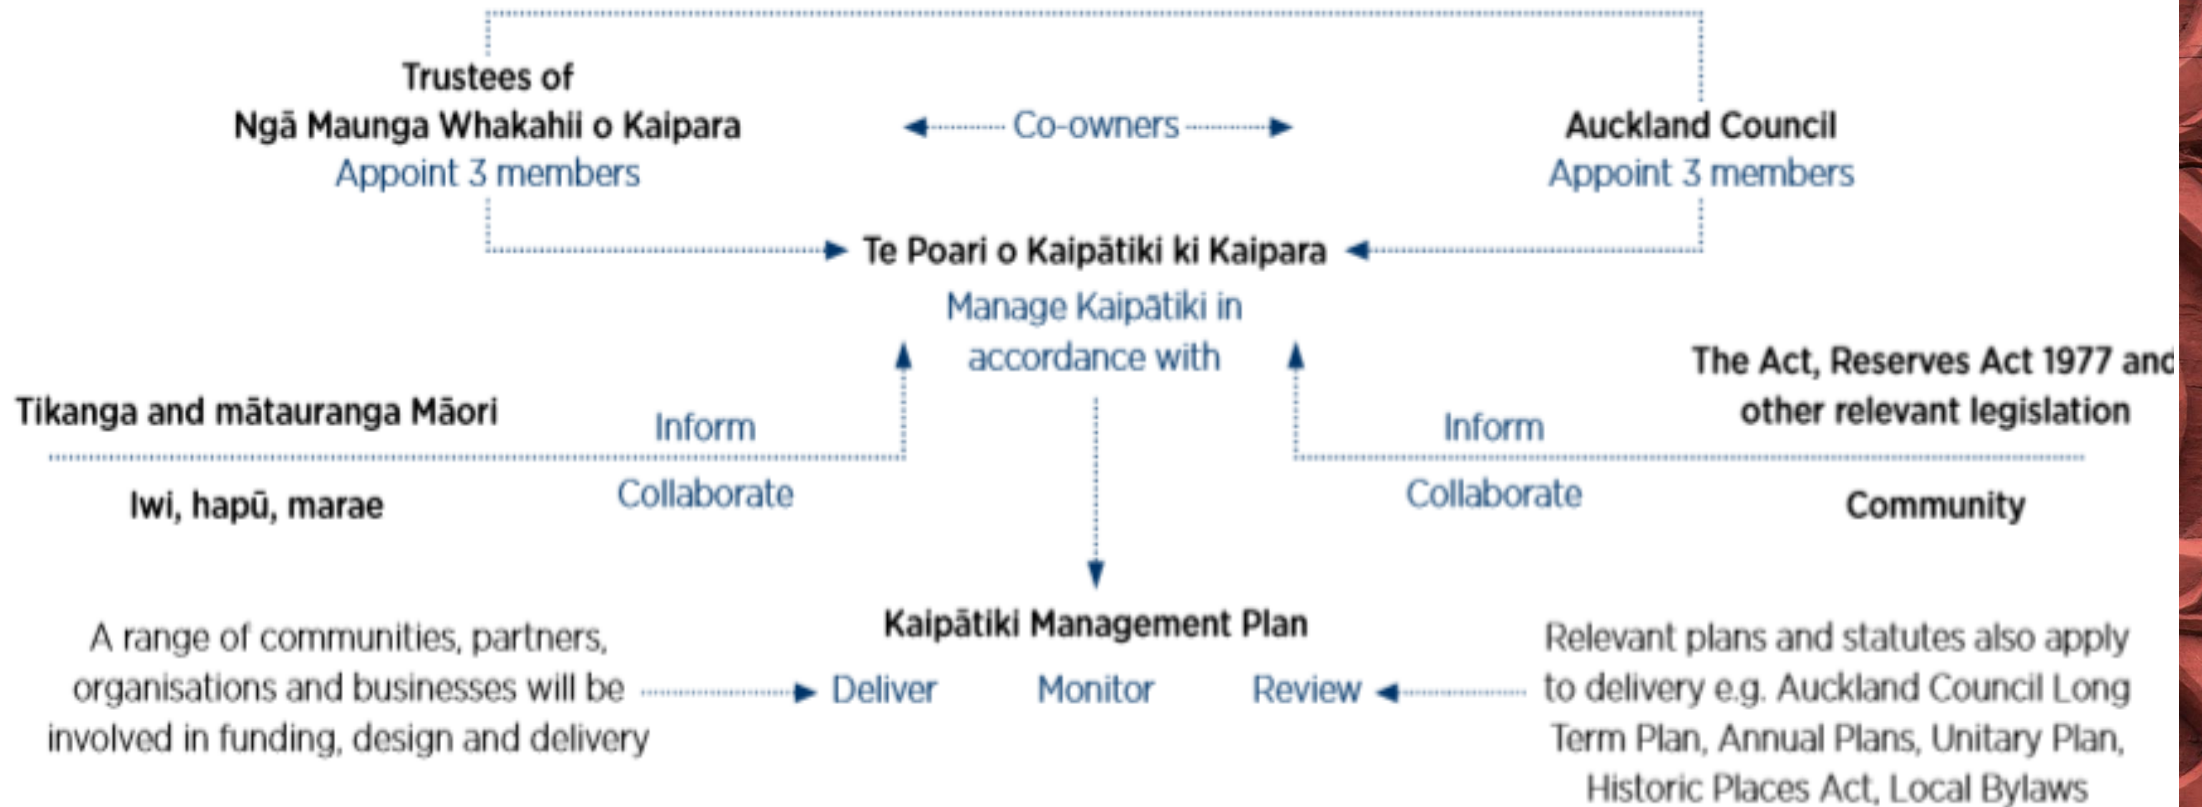 Trustees of
Ngā Maunga Whakahii o Kaipara
Appoint 3 members
Co-owners
Auckland Council
Appoint 3 members
Te Poari o Kaipātiki ki Kaipara
Manage Kaipātiki in
accordance with
Tikanga and mātauranga Māori
Inform
Collaborate
Iwi, hapū, marae
The Act, Reserves Act 1977 and
other relevant legislation
Inform
Collaborate
Community
Kaipātiki Management Plan
Deliver Monitor Review
A range of communities, partners,
organisations and businesses will be
involved in funding, design and delivery
Relevant plans and statutes also apply
to delivery e.g. Auckland Council Long
Term Plan, Annual Plans, Unitary Plan,
Historic Places Act, Local Bylaws